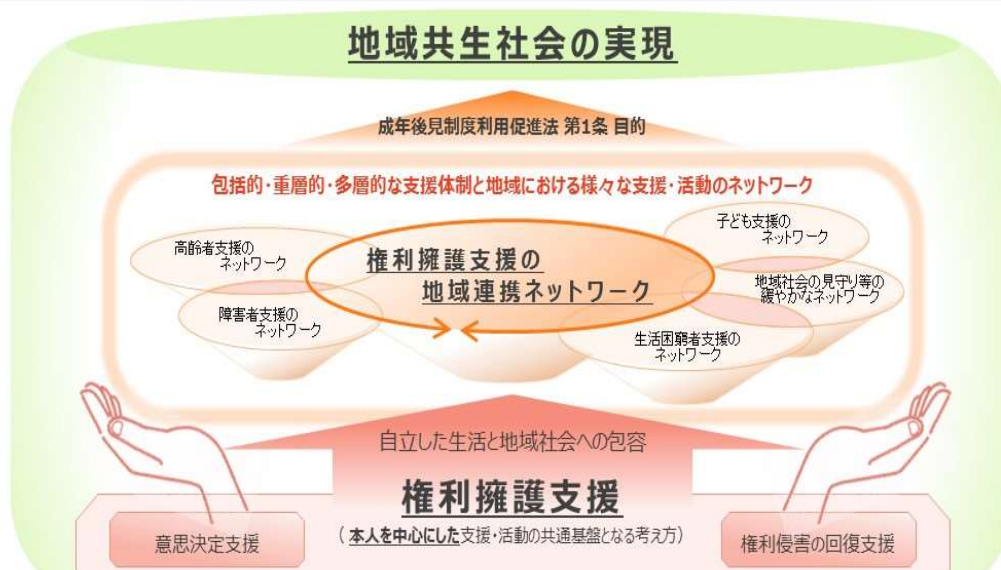 地域共生社会の実現
成年後見制度利用促進法 第1条 目的
包括的・重層的・多層的な支援体制と地域における様々な支援・活動のネットワーク
高齢者支援の
ネットワーク
障害者支援の
ネットワーク
権利擁護支援の
地域連携ネットワーク
子ども支援の
ネットワーク
地域社会の見守り等の
緩やかなネットワーク
生活困窮者支援の
ネットワーク
自立した生活と地域社会への包容
権利擁護支援
(本人を中心にした支援・活動の共通基盤となる考え方)
意思決定支援
権利侵害の回復支援